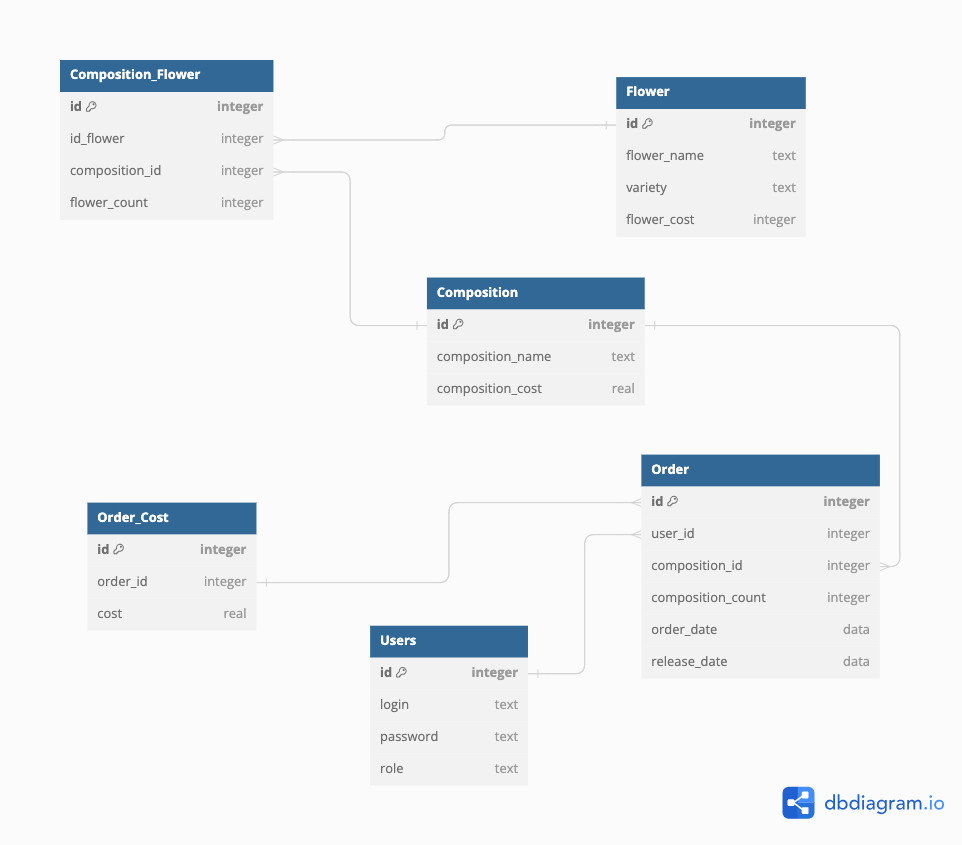 Composition_Flower
id integer
id_flower integer
composition_id integer
flower_count integer
Flower
id integer
flower_name text
variety text
flower_cost integer
Composition
id integer
composition_name text
composition_cost real
Order
id integer
user_id integer
composition_id integer
composition_count integer
order_date data
release_date data
Order_Cost
id integer
order_id integer
cost real
Users
id integer
login text
password text
role text
dbdiagram.io